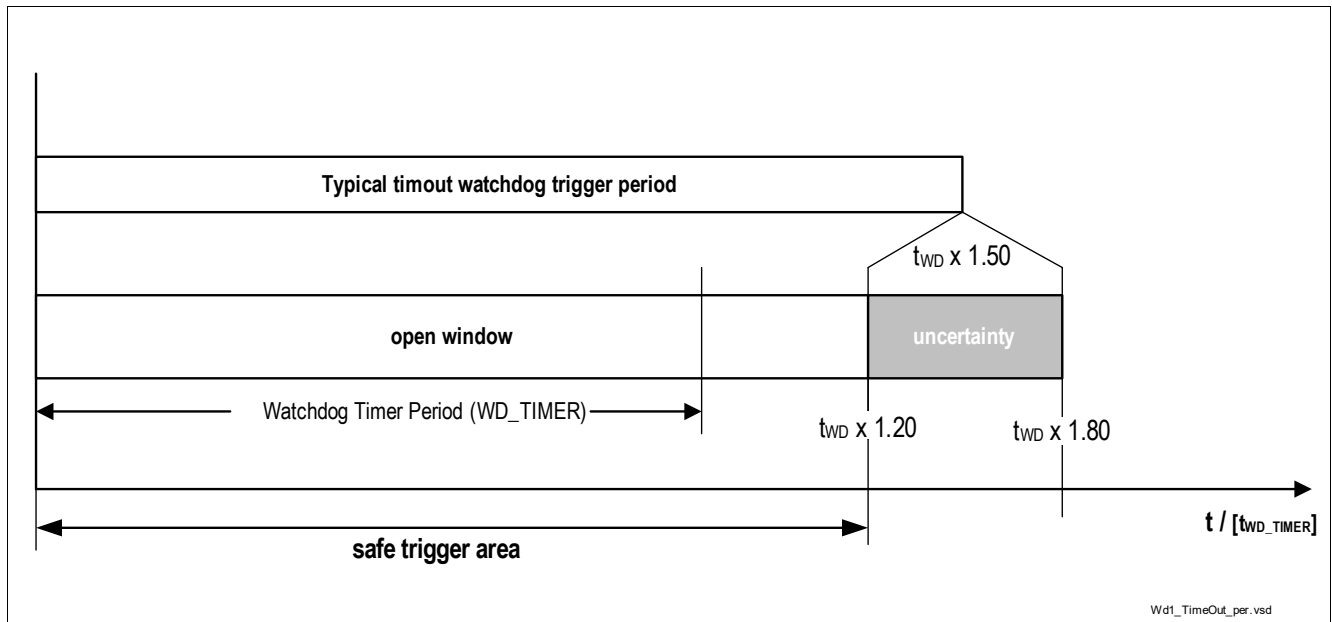 Typical timout watchdog trigger period
tWD x 1.50
open window
uncertainty
Watchdog Timer Period (WD_TIMER)
tWD x 1.20
tWD x 1.80
t / [tWD_TIMER]
safe trigger area
Wd1_TimeOut_per.vsd